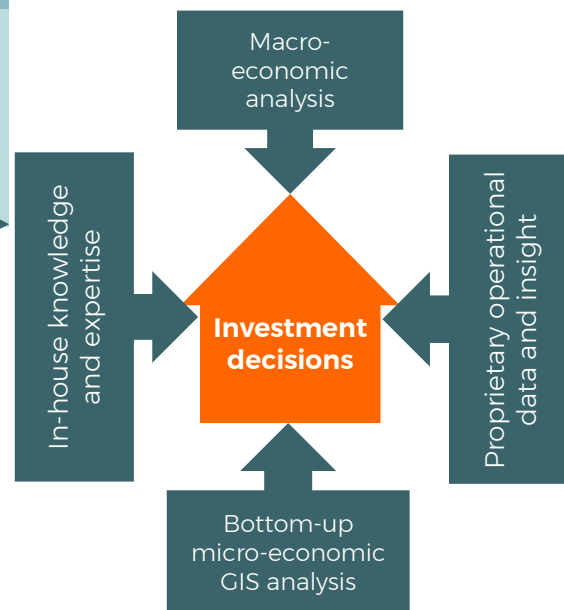 Macro-
economic
analysis
In-house knowledge
and expertise
Investment
decisions
Proprietary operational
data and insight
Bottom-up
micro-economic
GIS analysis